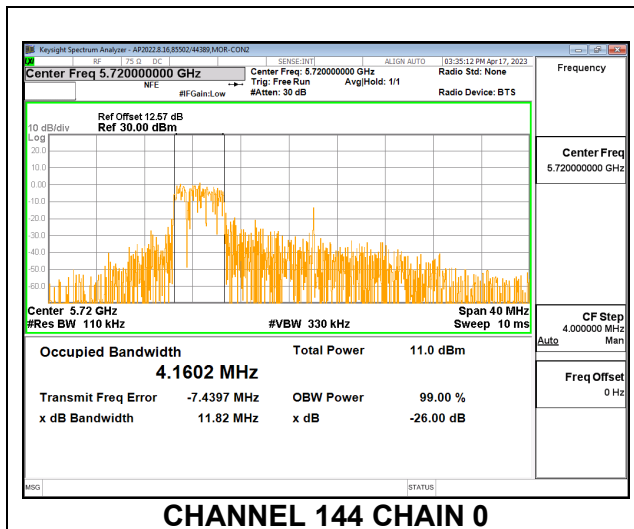 Keysight Spectrum Analyzer - AP2022.8.16,85502/44389,MOR-CON2
RF 75 Ω DC SENSE:INT ALIGN AUTO 03:35:12 PM Apr 17, 2023
Center Freq 5.720000000 GHz
NFE
#IFGain:Low
Center Freq: 5.720000000 GHz
Trig: Free Run Avg|Hold: 1/1
#Atten: 30 dB
Radio Std: None
Radio Device: BTS
Frequency
Ref Offset 12.57 dB
10 dB/div Ref 30.00 dBm
Log
20.0
10.0
0.00
-10.0
-20.0
-30.0
-40.0
-50.0
-60.0
Center 5.72 GHz Span 40 MHz
#Res BW 110 kHz #VBW 330 kHz Sweep 10 ms
Occupied Bandwidth Total Power 11.0 dBm
4.1602 MHz
Transmit Freq Error -7.4397 MHz OBW Power 99.00 %
x dB Bandwidth 11.82 MHz x dB -26.00 dB
Center Freq
5.720000000 GHz
CF Step
4.000000 MHz
Auto Man
Freq Offset
0 Hz
MSG STATUS
CHANNEL 144 CHAIN 0